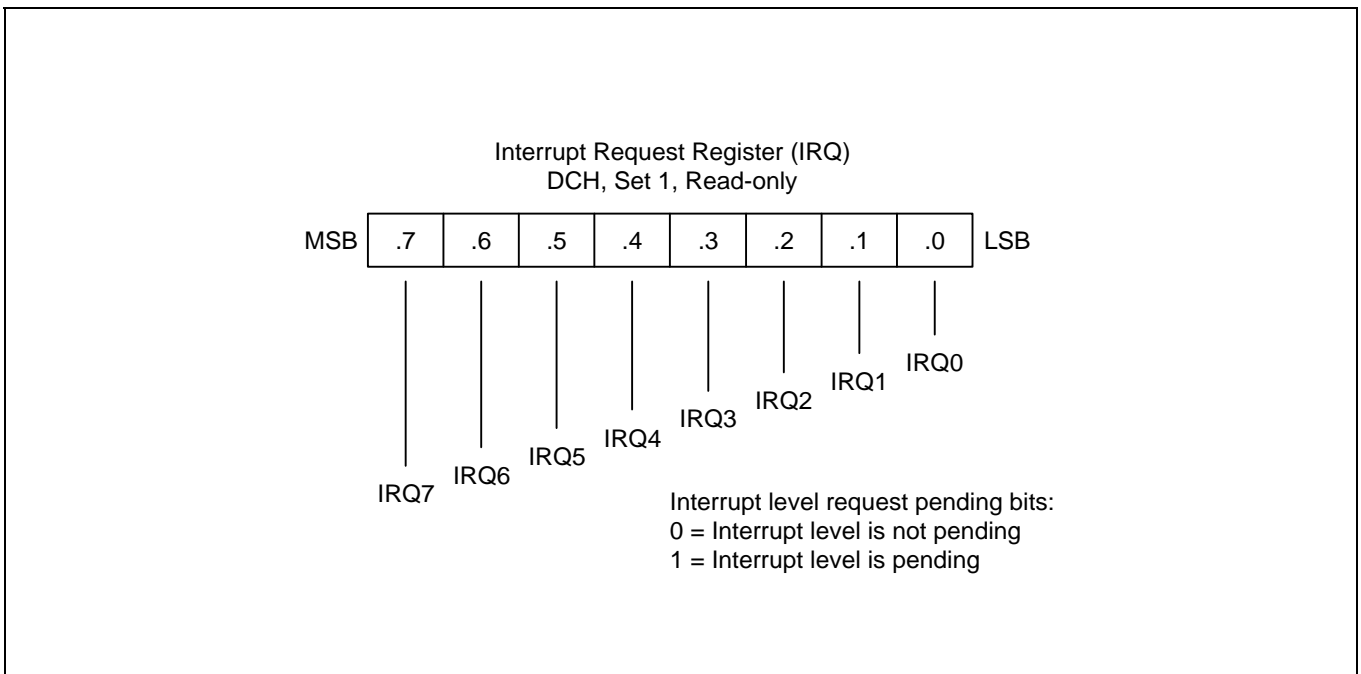 Interrupt Request Register (IRQ)
DCH, Set 1, Read-only
MSB .7 .6 .5 .4 .3 .2 .1 .0 LSB
IRQ7 IRQ6 IRQ5 IRQ4 IRQ3 IRQ2 IRQ1 IRQ0
Interrupt level request pending bits:
0 = Interrupt level is not pending
1 = Interrupt level is pending